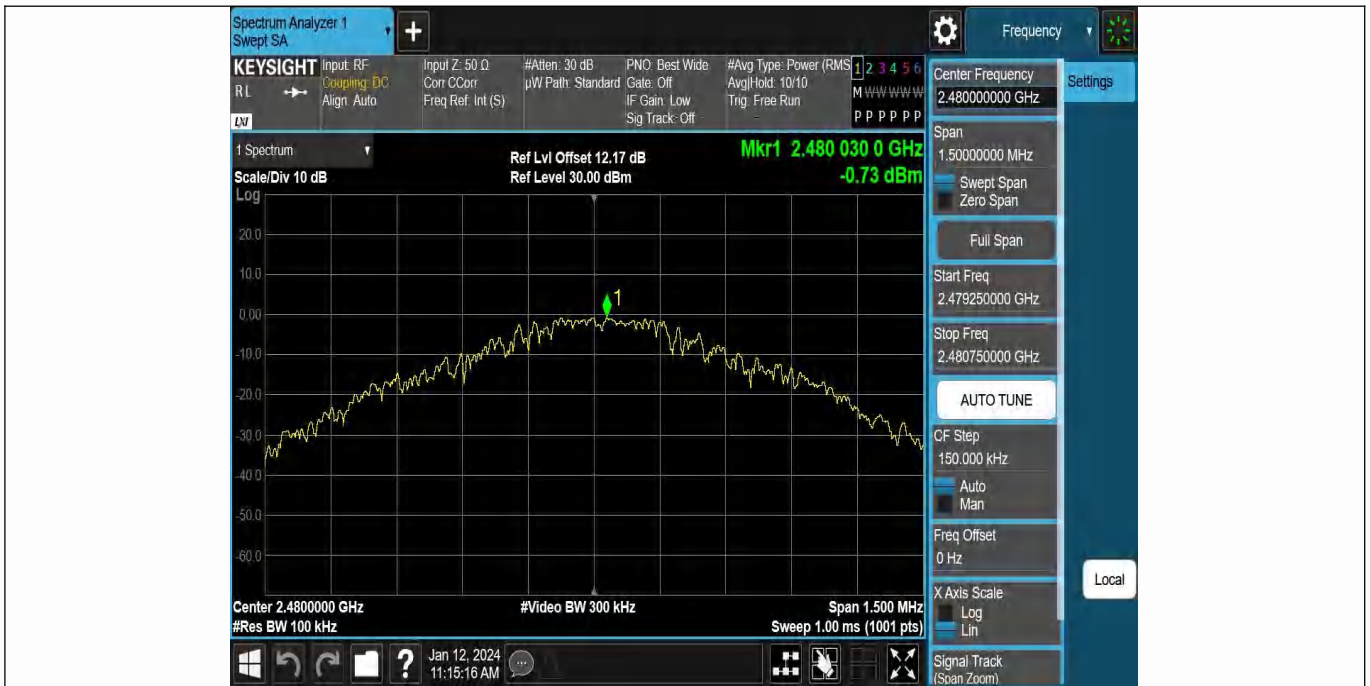 Spectrum Analyzer 1
Swept SA
+
Frequency
KEYSIGHT
RL
LXI
Input: RF
Coupling: DC
Align: Auto
Input Z: 50 Ω
Corr CCorr
Freq Ref: Int (S)
#Atten: 30 dB
µW Path: Standard
PNO: Best Wide
Gate: Off
IF Gain: Low
Sig Track: Off
#Avg Type: Power (RMS
Avg|Hold: 10/10
Trig: Free Run
1 2 3 4 5 6
M W W W W W
P P P P P P
1 Spectrum
Scale/Div 10 dB
Log
Ref Lvl Offset 12.17 dB
Ref Level 30.00 dBm
Mkr1 2.480 030 0 GHz
-0.73 dBm
20.0
10.0
0.00
-10.0
-20.0
-30.0
-40.0
-50.0
-60.0
1
Center 2.4800000 GHz
#Res BW 100 kHz
#Video BW 300 kHz
Span 1.500 MHz
Sweep 1.00 ms (1001 pts)
Center Frequency
2.480000000 GHz
Settings
Span
1.50000000 MHz
Swept Span
Zero Span
Full Span
Start Freq
2.479250000 GHz
Stop Freq
2.480750000 GHz
AUTO TUNE
CF Step
150.000 kHz
Auto
Man
Freq Offset
0 Hz
Local
X Axis Scale
Log
Lin
Signal Track
(Span Zoom)
?
Jan 12, 2024
11:15:16 AM